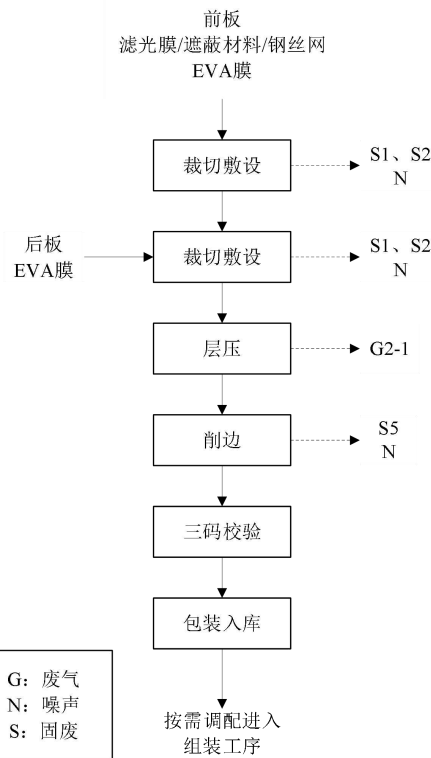 前板
滤光膜/遮蔽材料/钢丝网
EVA膜
裁切敷设
S1、S2
N
后板
EVA膜
裁切敷设
S1、S2
N
层压
G2-1
削边
S5
N
三码校验
包装入库
G：废气
N：噪声
S：固废
按需调配进入
组装工序